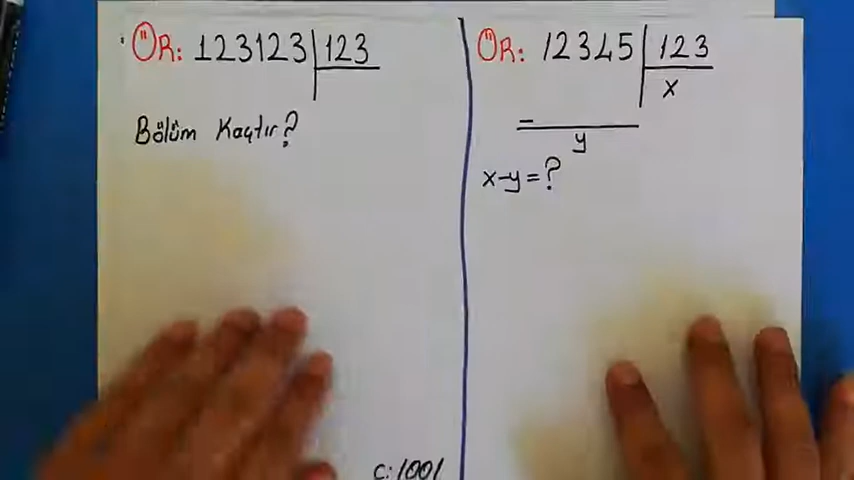 ÖR: 123123 | 123
Bölüm Kaçtır?
C: 1001
ÖR: 12345 | 123
x
-
y
x-y=?